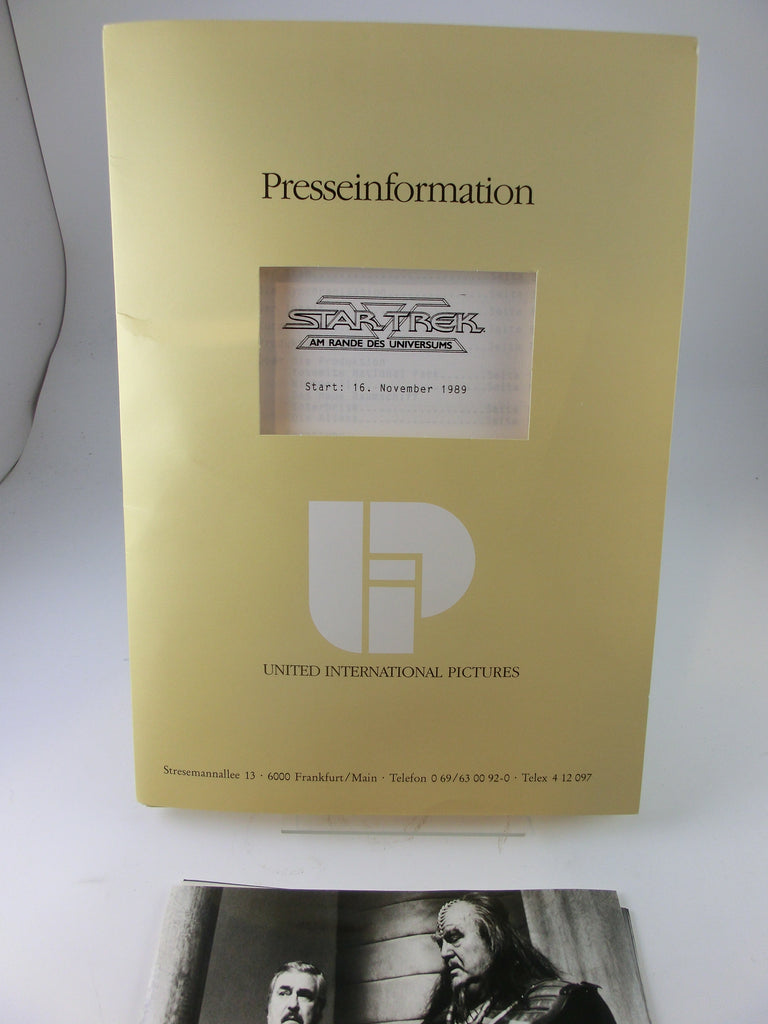 Presseinformation
V
STAR TREK
AM RANDE DES UNIVERSUMS
Start: 16. November 1989
UIP
UNITED INTERNATIONAL PICTURES
Stresemannallee 13 · 6000 Frankfurt/Main · Telefon 0 69/63 00 92-0 · Telex 4 12 097